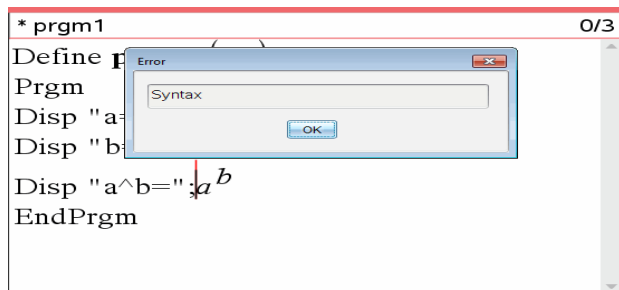 * prgm1 0/3
Define
Prgm
Disp "a=
Disp "b=
Disp "a^b=";a^b
EndPrgm
Error
Syntax
OK